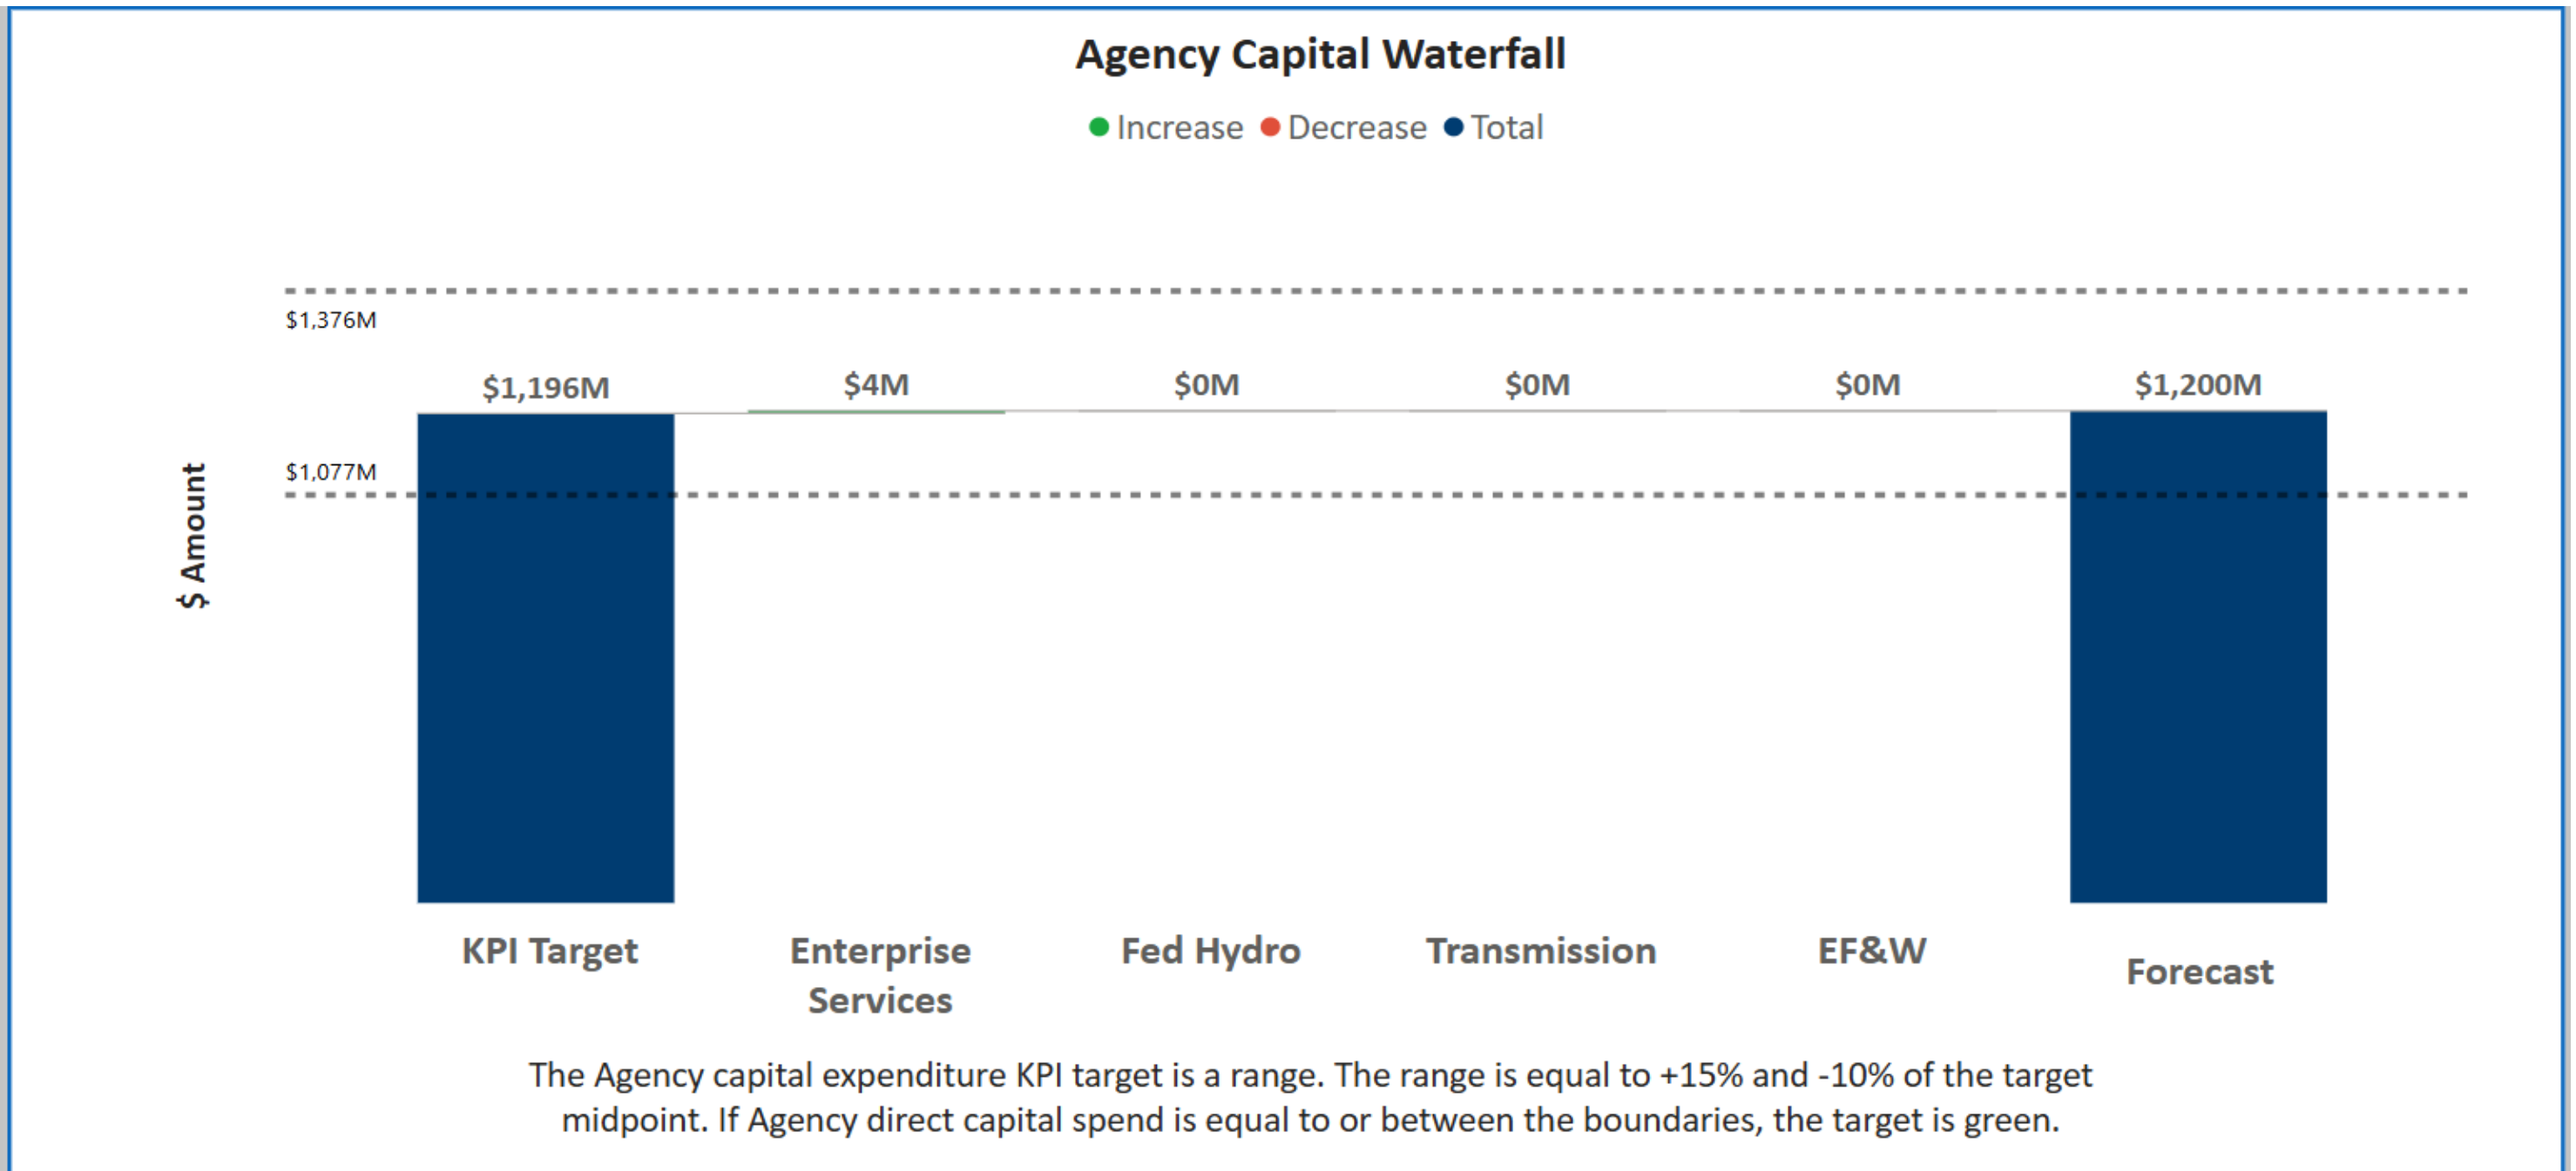 Agency Capital Waterfall
Increase Decrease Total
$1,376M
$1,196M $4M $0M $0M $0M $1,200M
$1,077M
$ Amount
KPI Target Enterprise Services Fed Hydro Transmission EF&W Forecast
The Agency capital expenditure KPI target is a range. The range is equal to +15% and -10% of the target
midpoint. If Agency direct capital spend is equal to or between the boundaries, the target is green.